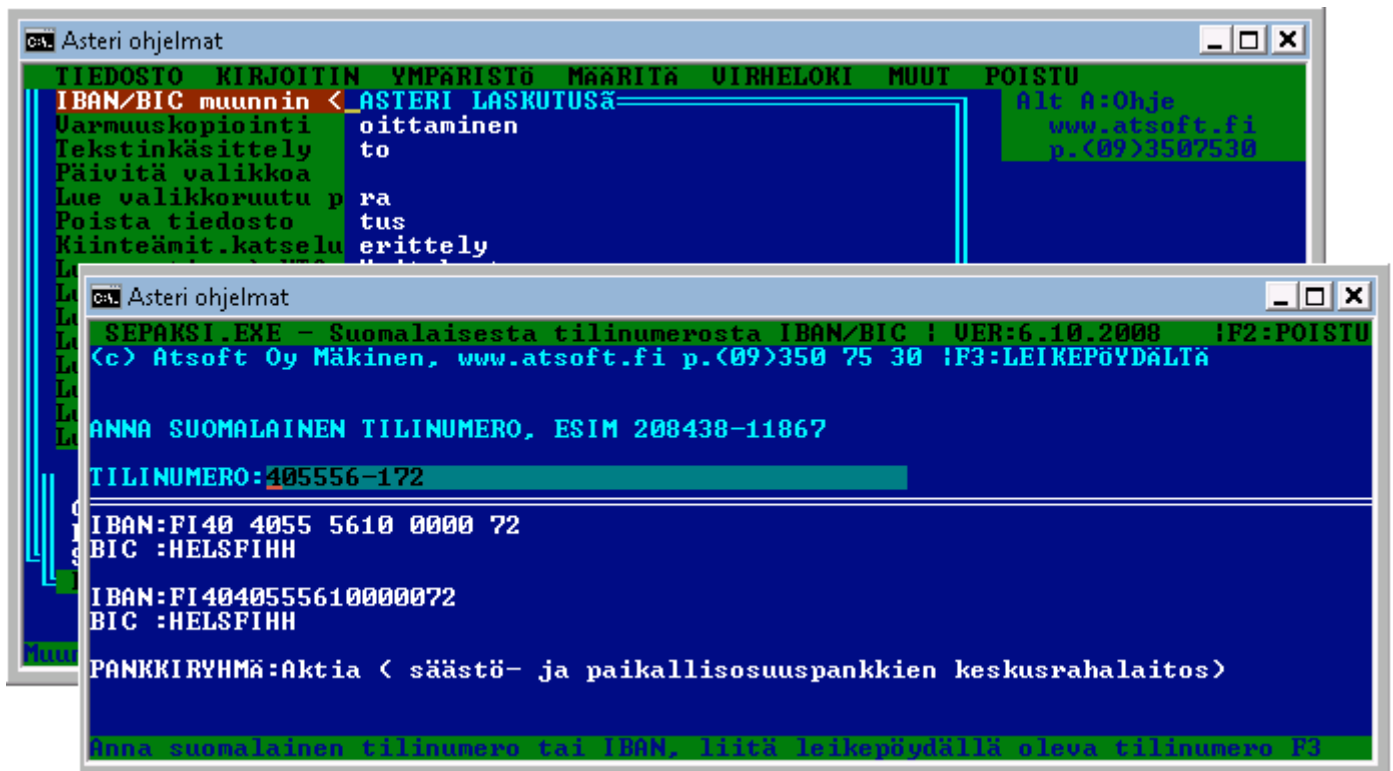 Asteri ohjelmat
TIEDOSTO KIRJOITIN YMPäRISTö MääRITä VIRHELOKI MUUT POISTU
IBAN/BIC muunnin <_ASTERI LASKUTUSã Alt A:Ohje
Varmuuskopiointi oittaminen www.atsoft.fi
Tekstinkäsittely to p.(09)3507530
Päivitä valikkoa
Lue valikkoruutu p ra
Poista tiedosto tus
Kiinteämit.katselu erittely
Asteri ohjelmat
SEPAKSI.EXE - Suomalaisesta tilinumerosta IBAN/BIC ¦ VER:6.10.2008 ¦F2:POISTU
(c) Atsoft Oy Mäkinen, www.atsoft.fi p.(09)350 75 30 ¦F3:LEIKEPöYDäLTä
ANNA SUOMALAINEN TILINUMERO, ESIM 208438-11867
TILINUMERO:405556-172
IBAN:FI40 4055 5610 0000 72
BIC :HELSFIHH
IBAN:FI4040555610000072
BIC :HELSFIHH
PANKKIRYHMä:Aktia ( säästö- ja paikallisosuuspankkien keskusrahalaitos)
Anna suomalainen tilinumero tai IBAN, liitä leikepöydällä oleva tilinumero F3